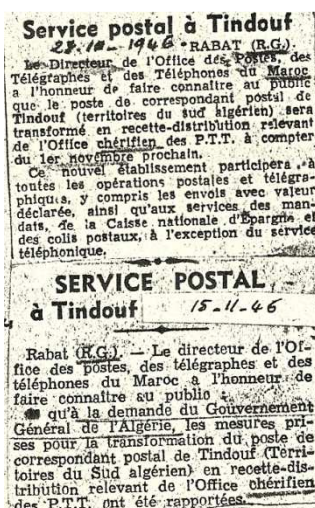 Service postal à Tindouf
28-10-1946 - RABAT (R.G.). -
Le Directeur de l'Office des Postes, des
Télégraphes et des Téléphones du Maroc
a l'honneur de faire connaître au public
que le poste de correspondant postal de
Tindouf (territoires du sud algérien) sera
transformé en recette-distribution relevant
de l'Office chérifien des P.T.T. à compter
du 1er novembre prochain.
Ce nouvel établissement participera à
toutes les opérations postales et télégra-
phiques, y compris les envois avec valeur
déclarée, ainsi qu'aux services des man-
dats, de la Caisse nationale d'Épargne et
des colis postaux, à l'exception du service
téléphonique.
SERVICE POSTAL
à Tindouf 15-11-46
Rabat (R.G.). — Le directeur de l'Of-
fice des postes, des télégraphes et des
téléphones du Maroc a l'honneur de
faire connaître au public :
qu'à la demande du Gouvernement
Général de l'Algérie, les mesures pri-
ses pour la transformation du poste de
correspondant postal de Tindouf (Terri-
toires du Sud algérien) en recette-dis-
tribution relevant de l'Office chérifien
des P.T.T. ont été rapportées.